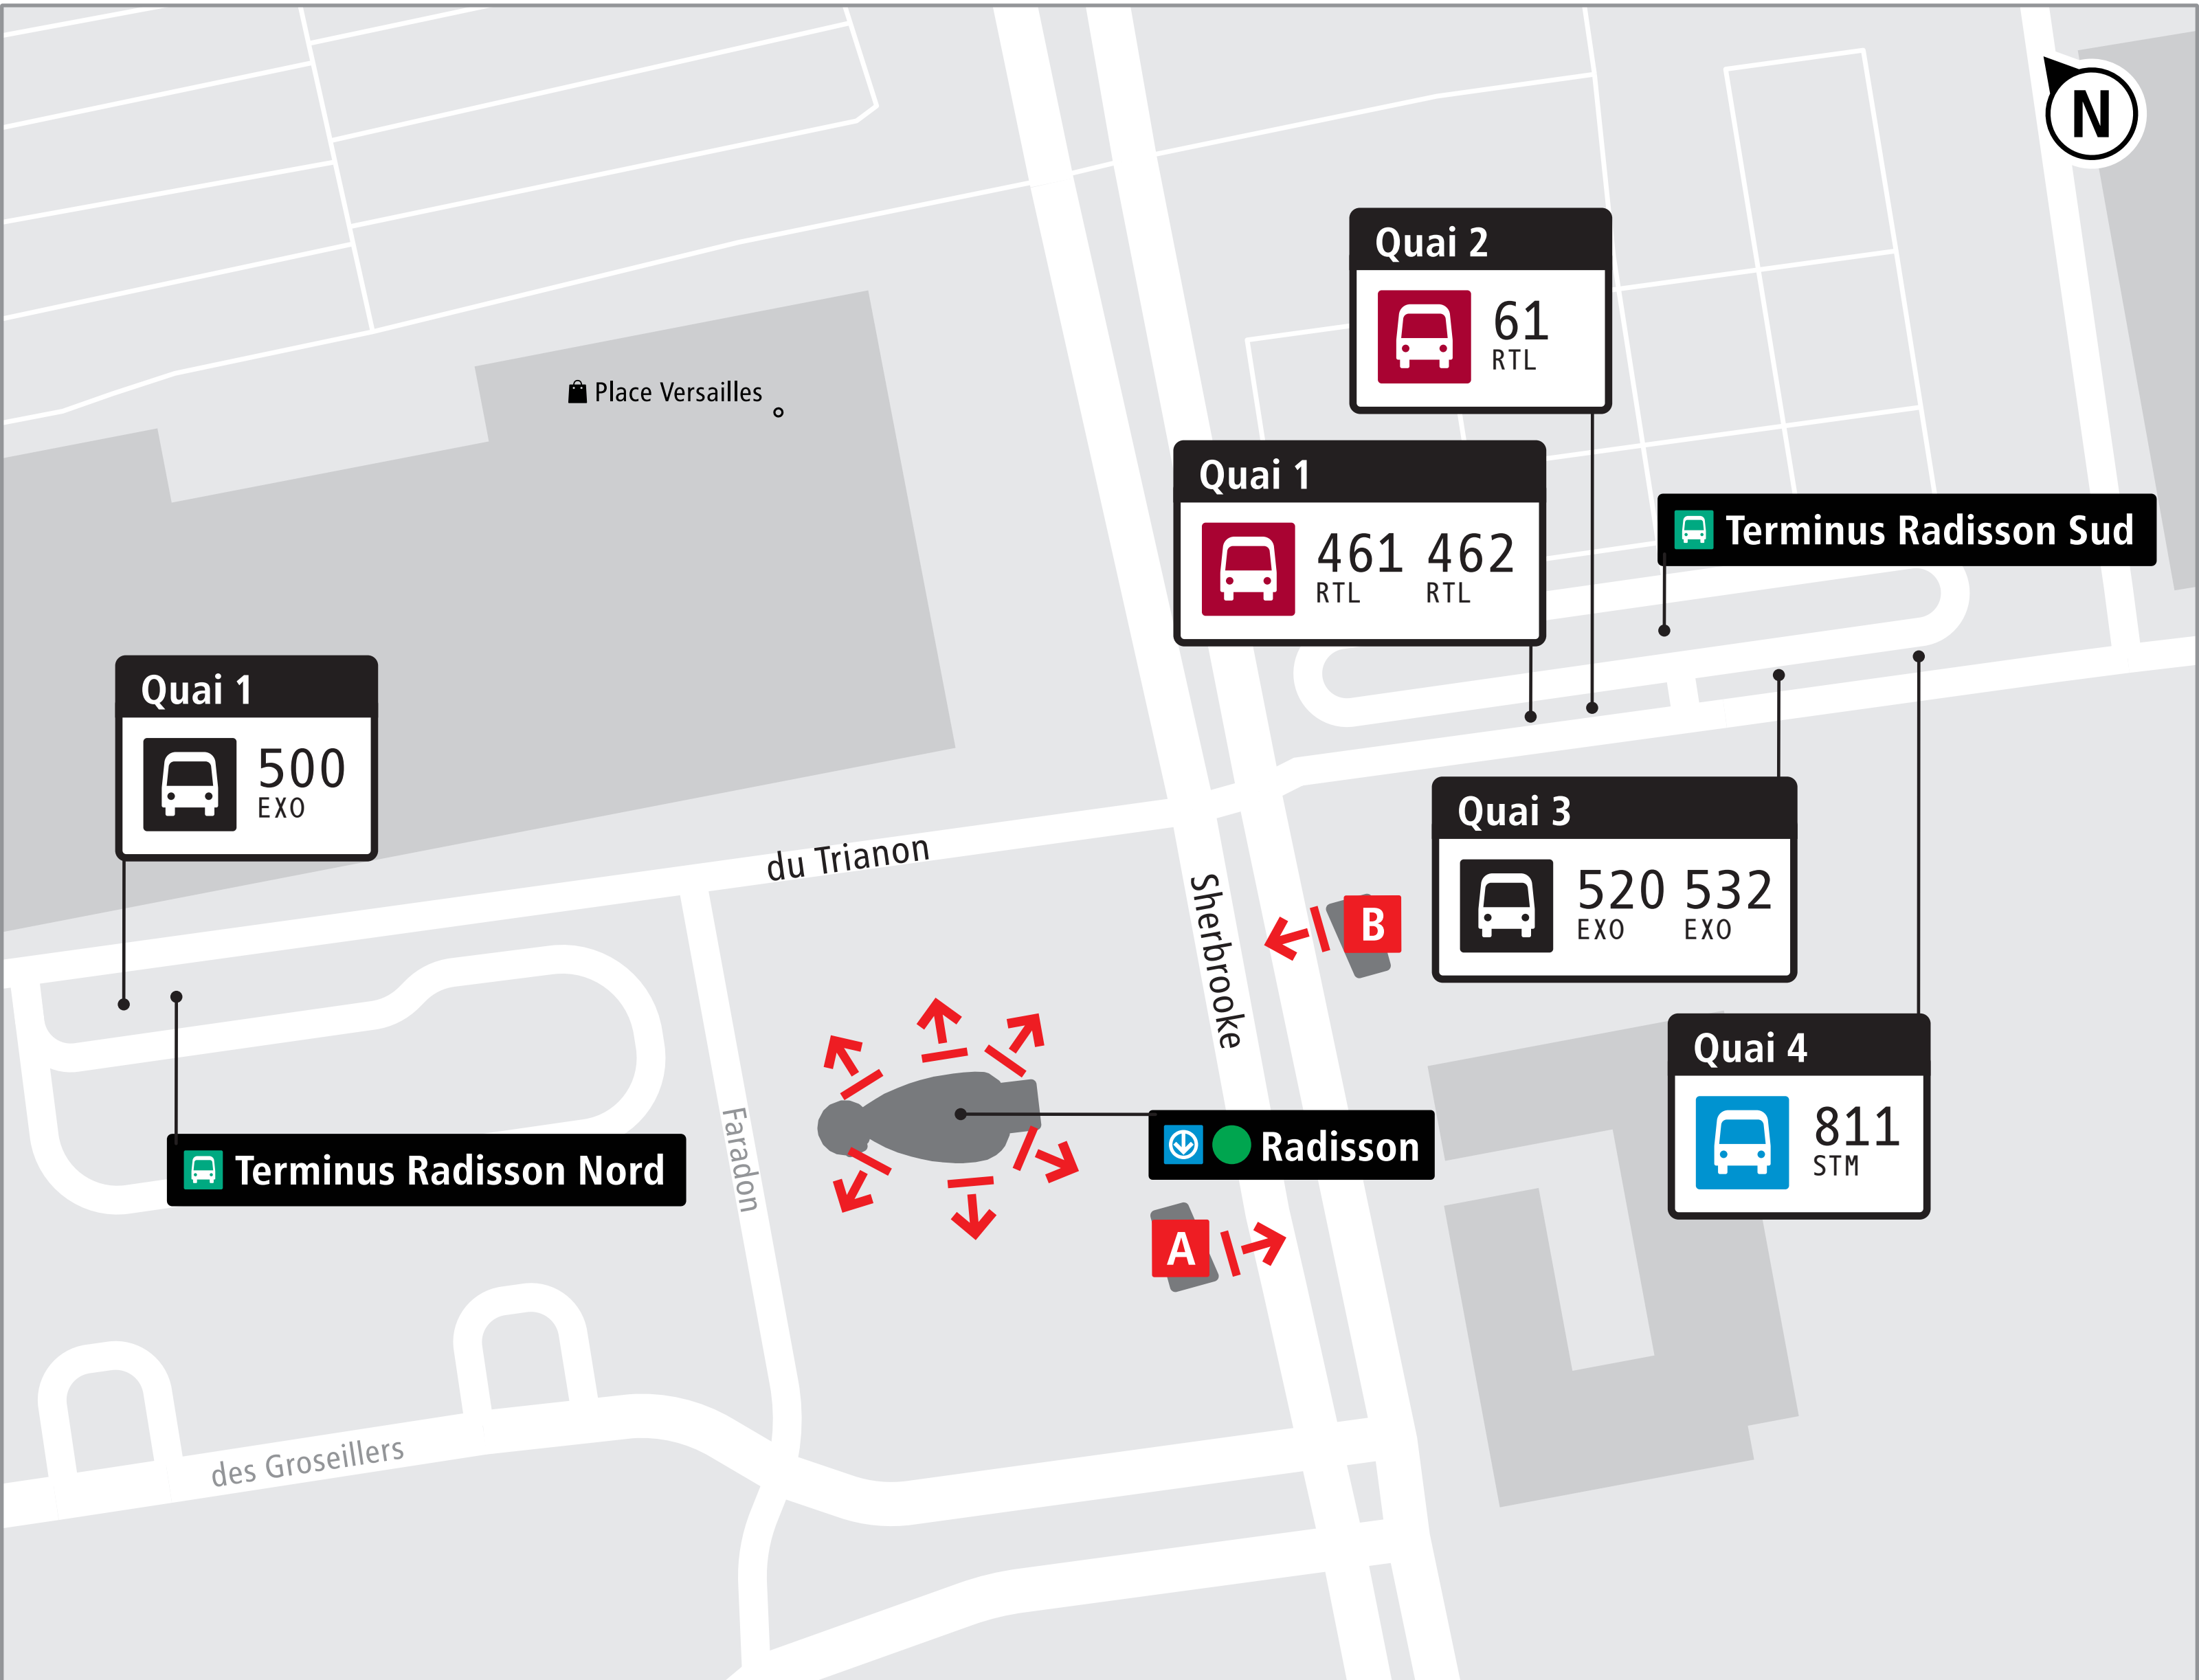 N
Quai 2
61
RTL
Place Versailles
Quai 1
461 462
RTL RTL
Terminus Radisson Sud
Quai 1
500
EXO
Quai 3
520 532
EXO EXO
du Trianon
Sherbrooke
B
Quai 4
811
STM
Faradon
Radisson
Terminus Radisson Nord
A
des Groseillers